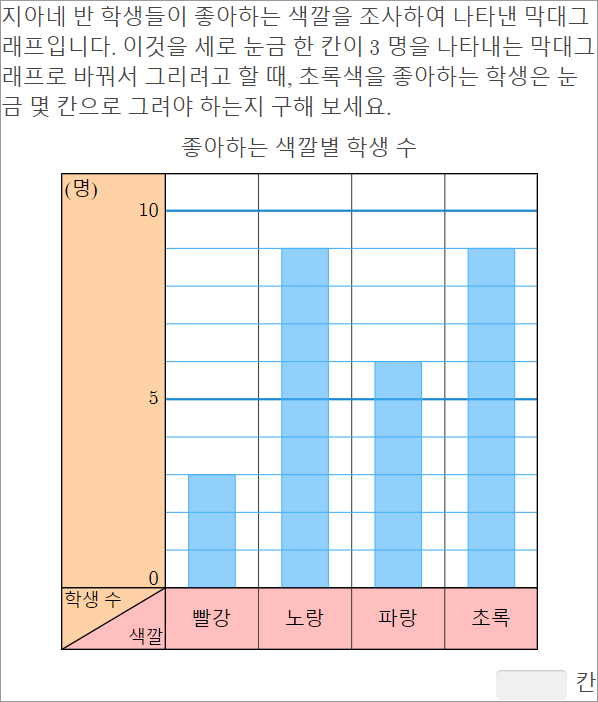 지아네 반 학생들이 좋아하는 색깔을 조사하여 나타낸 막대그
래프입니다. 이것을 세로 눈금 한 칸이 3 명을 나타내는 막대그
래프로 바꿔서 그리려고 할 때, 초록색을 좋아하는 학생은 눈
금 몇 칸으로 그려야 하는지 구해 보세요.
좋아하는 색깔별 학생 수
(명)
10
5
0
학생 수
색깔
빨강 노랑 파랑 초록
칸